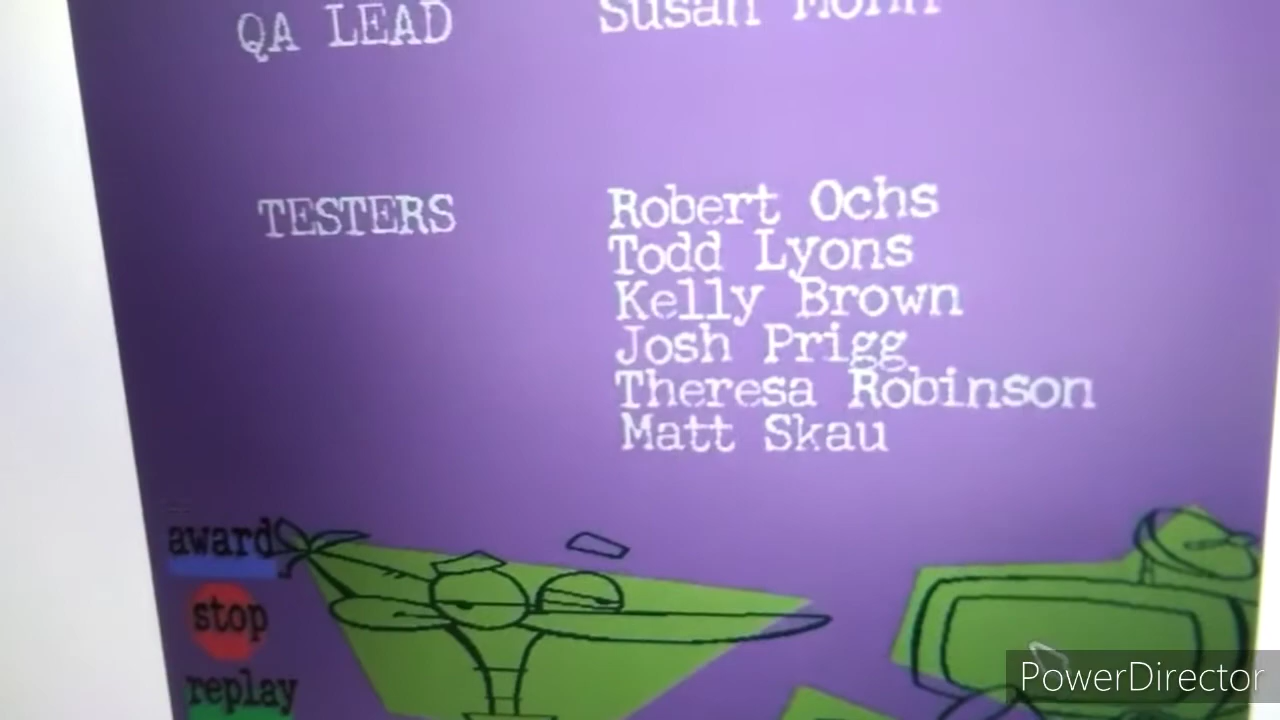 QA LEAD Susan
TESTERS Robert Ochs
Todd Lyons
Kelly Brown
Josh Prigg
Theresa Robinson
Matt Skau
award
stop
replay
PowerDirector